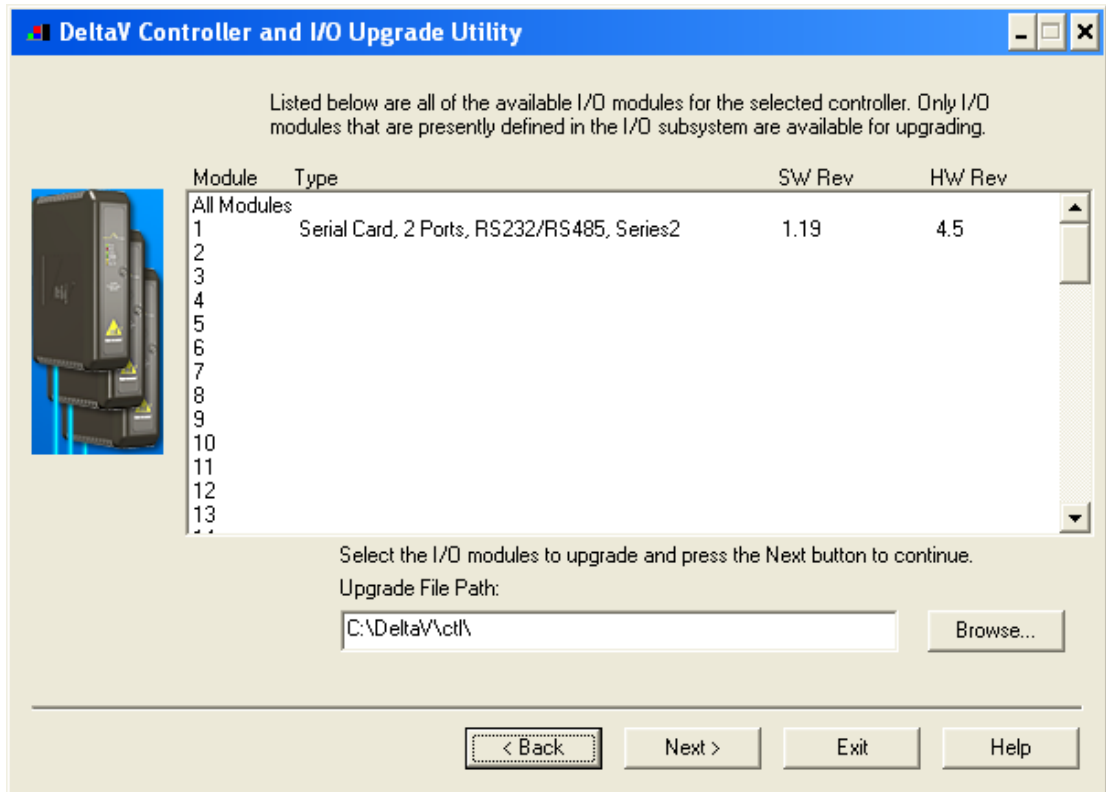 DeltaV Controller and I/O Upgrade Utility
Listed below are all of the available I/O modules for the selected controller. Only I/O
modules that are presently defined in the I/O subsystem are available for upgrading.
Module Type SW Rev HW Rev
All Modules
1 Serial Card, 2 Ports, RS232/RS485, Series2 1.19 4.5
2
3
4
5
6
7
8
9
10
11
12
13
Select the I/O modules to upgrade and press the Next button to continue.
Upgrade File Path:
C:\DeltaV\ctl\
Browse...
< Back Next > Exit Help